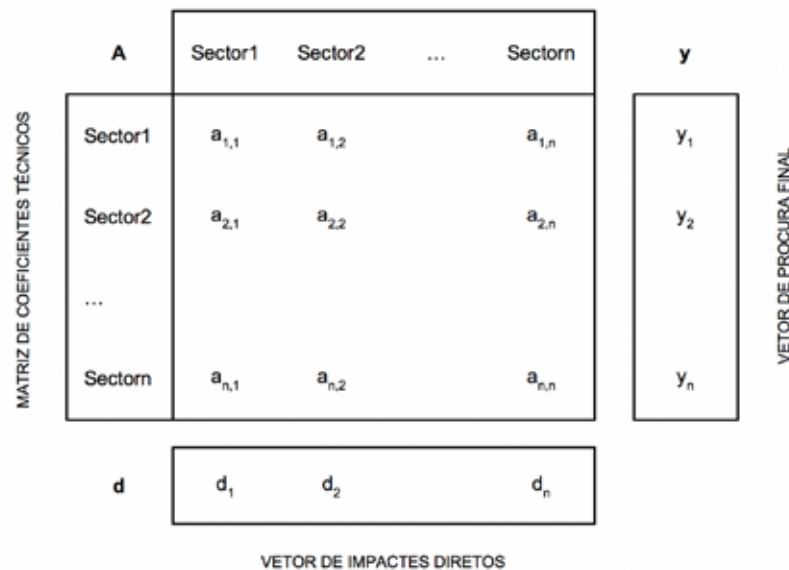 A Sector1 Sector2 ... Sectorn y
Sector1 a1,1 a1,2 a1,n y1
Sector2 a2,1 a2,2 a2,n y2
...
Sectorn an,1 an,2 an,n yn
d d1 d2 dn
MATRIZ DE COEFICIENTES TÉCNICOS
VETOR DE PROCURA FINAL
VETOR DE IMPACTES DIRETOS